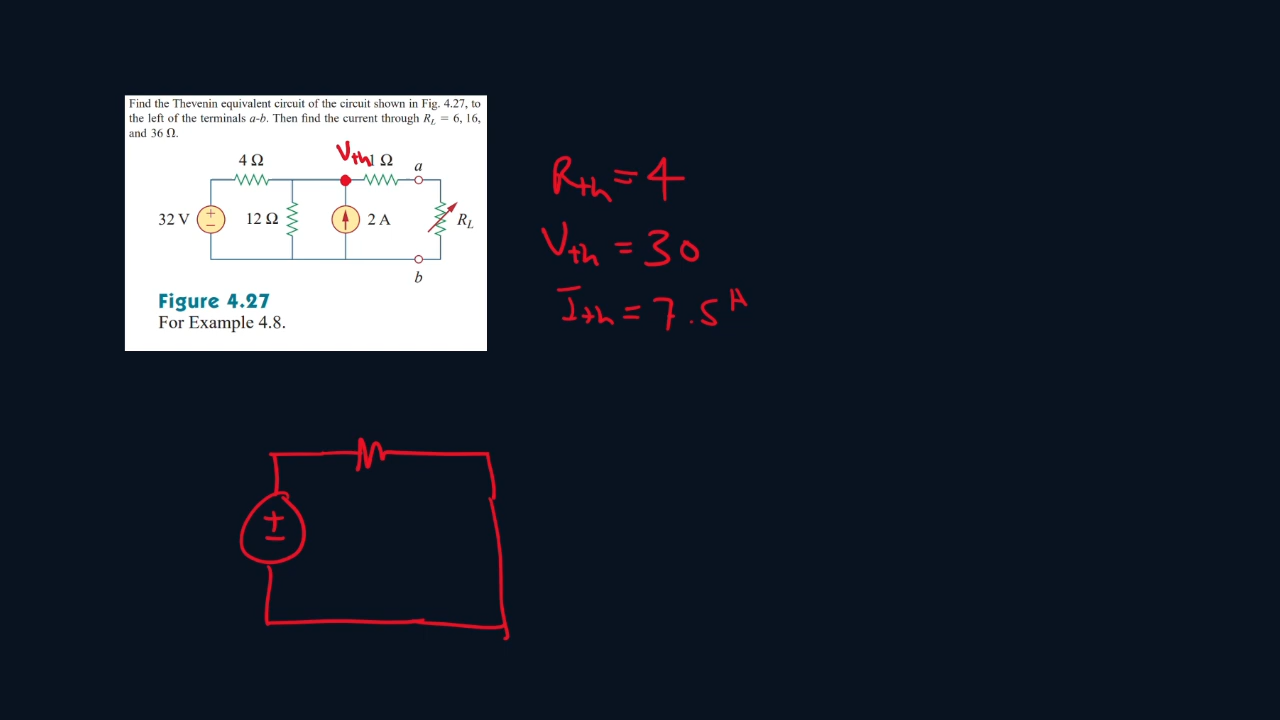 Find the Thevenin equivalent circuit of the circuit shown in Fig. 4.27, to
the left of the terminals a-b. Then find the current through R_L = 6, 16,
and 36 Ω.
4 Ω
Vth
1 Ω
a
32 V
+
−
12 Ω
2 A
R_L
b
Figure 4.27
For Example 4.8.
Rth = 4
Vth = 30
Ith = 7.5 A
+
−